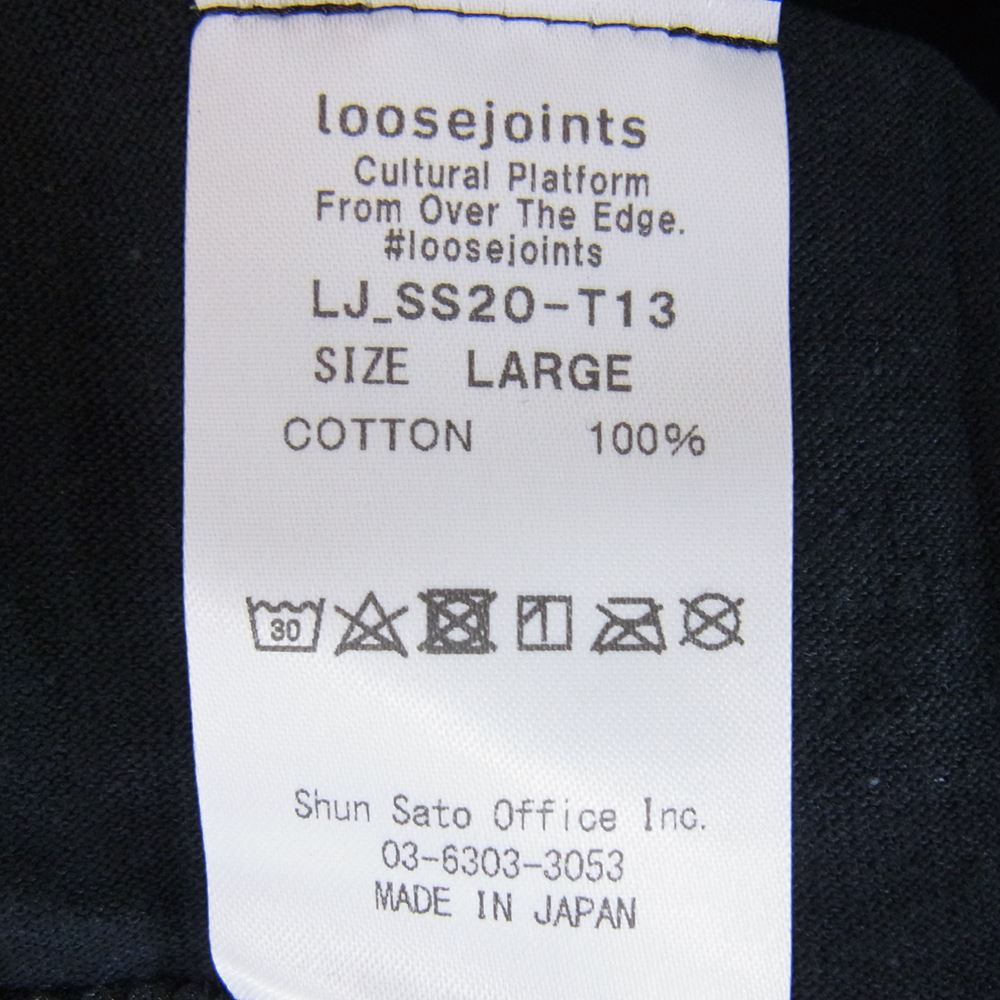 loosejoints
Cultural Platform
From Over The Edge.
#loosejoints
LJ_SS20-T13
SIZE LARGE
COTTON 100%
30
Shun Sato Office Inc.
03-6303-3053
MADE IN JAPAN